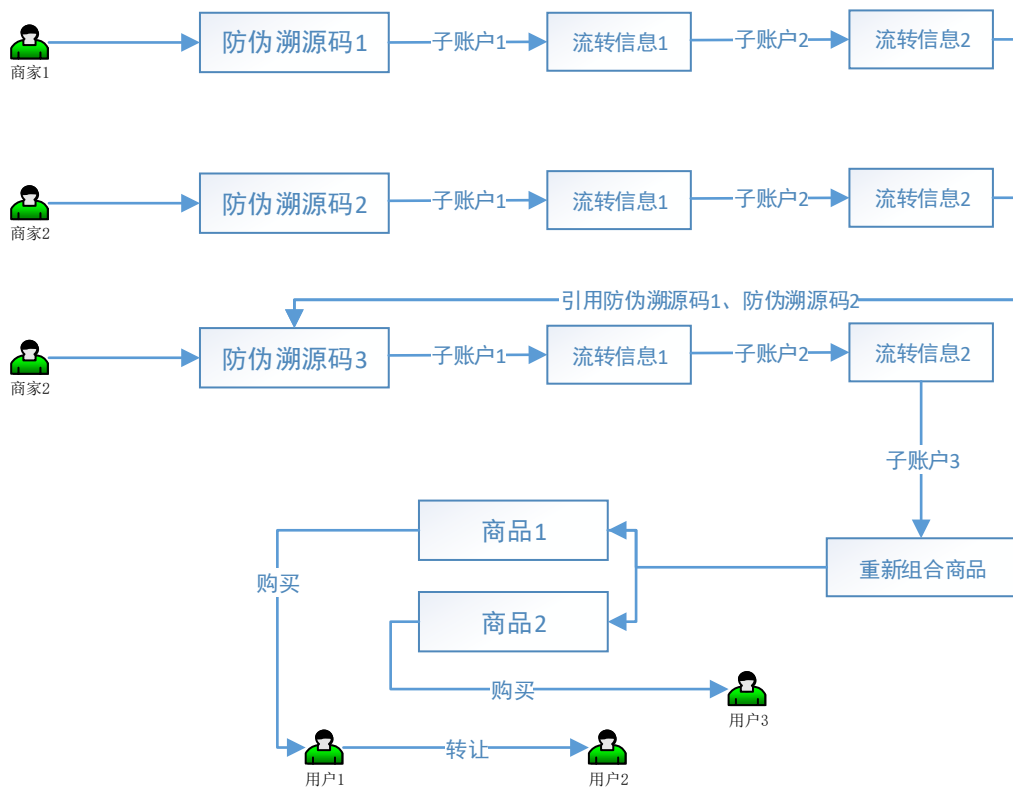 防伪溯源码1
子账户1
流转信息1
子账户2
流转信息2
商家1
防伪溯源码2
子账户1
流转信息1
子账户2
流转信息2
商家2
引用防伪溯源码1、防伪溯源码2
防伪溯源码3
子账户1
流转信息1
子账户2
流转信息2
商家2
子账户3
商品1
重新组合商品
购买
商品2
购买
用户3
转让
用户1
用户2